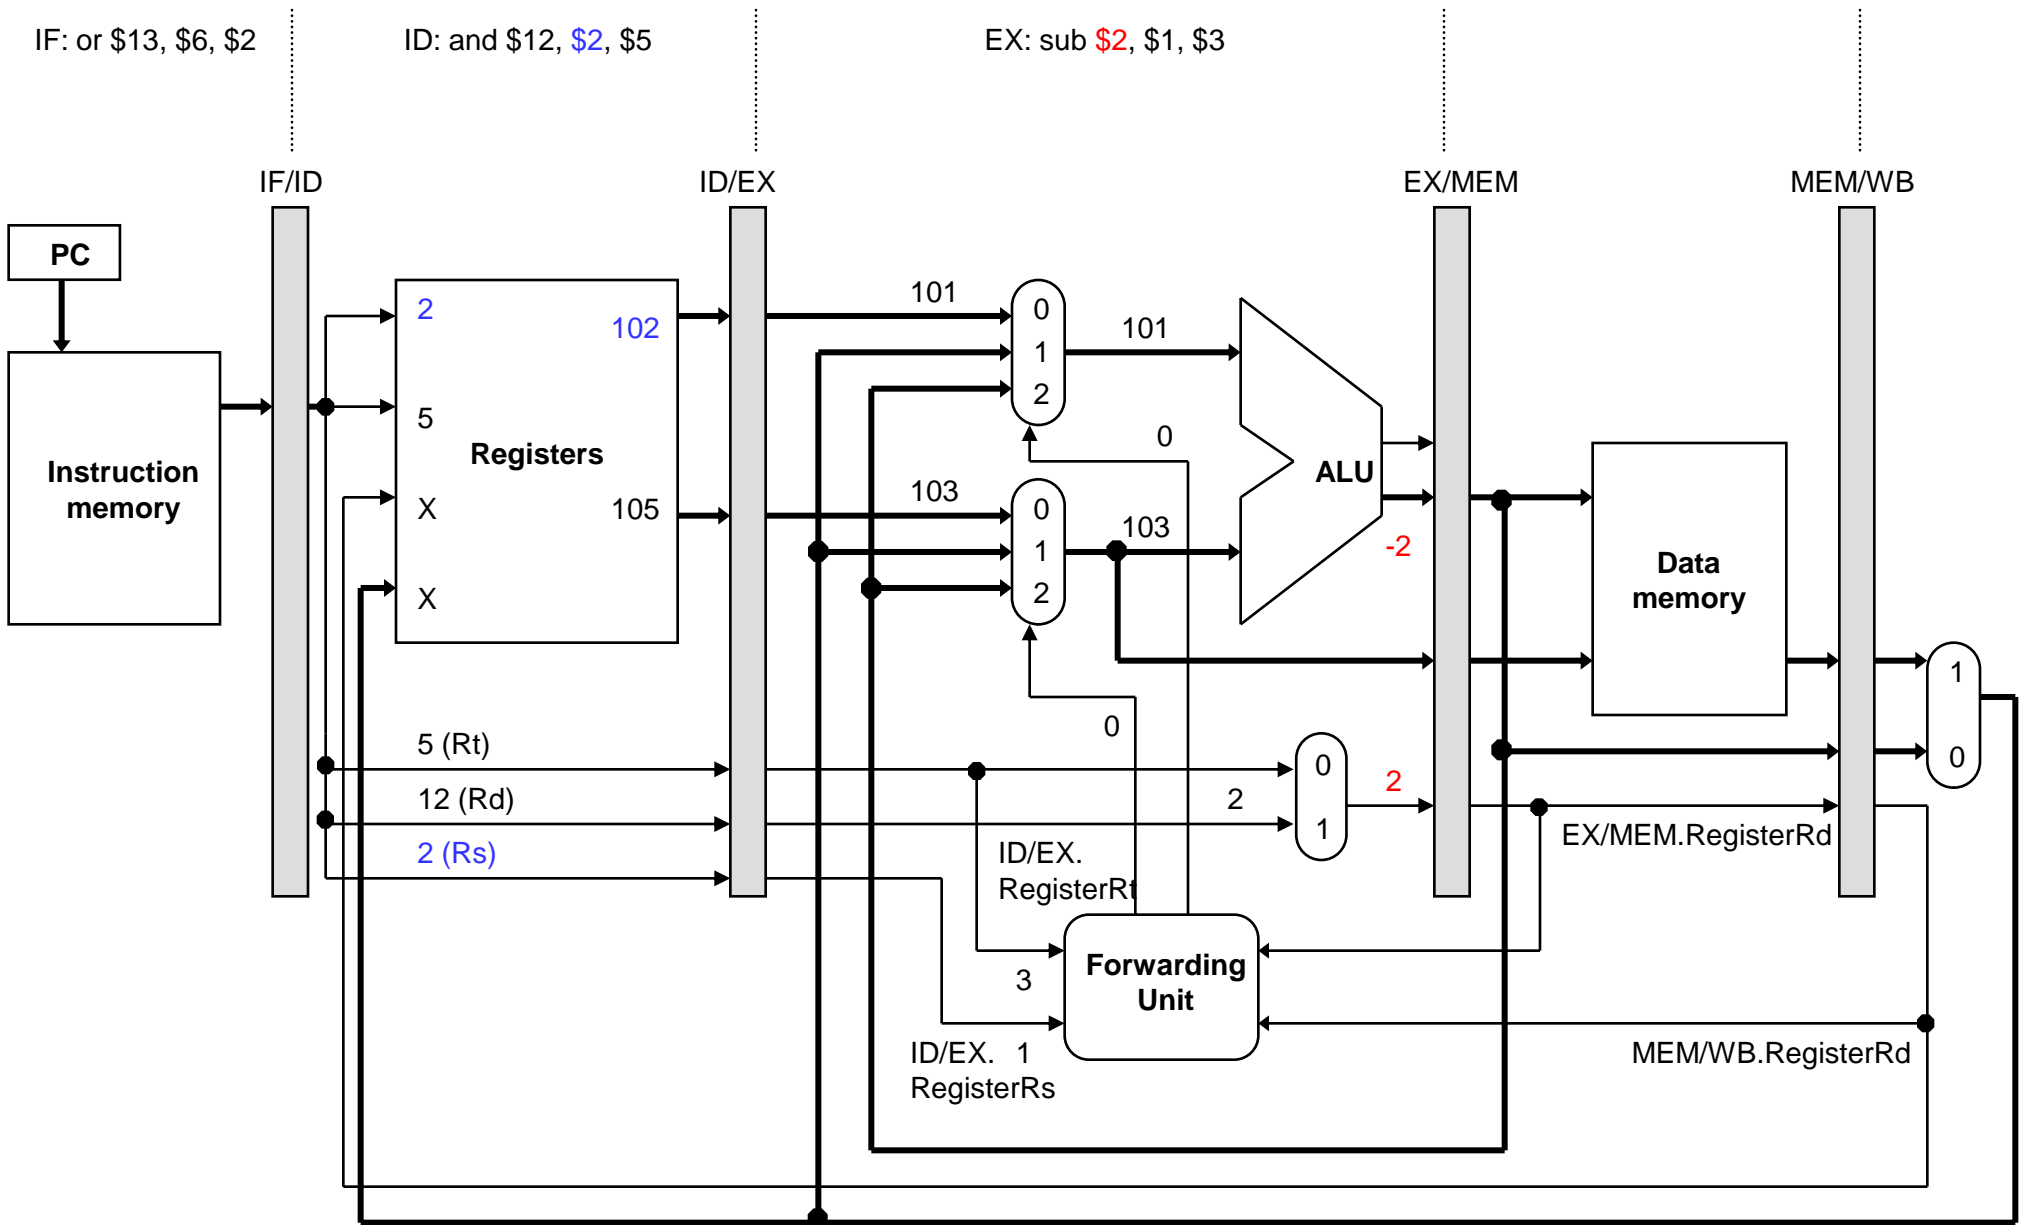 IF: or $13, $6, $2
ID: and $12, $2, $5
EX: sub $2, $1, $3
IF/ID
ID/EX
EX/MEM
MEM/WB
PC
Instruction
memory
2
5
X
X
Registers
102
105
101
103
0
1
2
0
1
2
101
103
0
0
ALU
-2
Data
memory
1
0
5 (Rt)
12 (Rd)
2 (Rs)
2
0
1
2
ID/EX.
RegisterRt
3
ID/EX. 1
RegisterRs
Forwarding
Unit
EX/MEM.RegisterRd
MEM/WB.RegisterRd